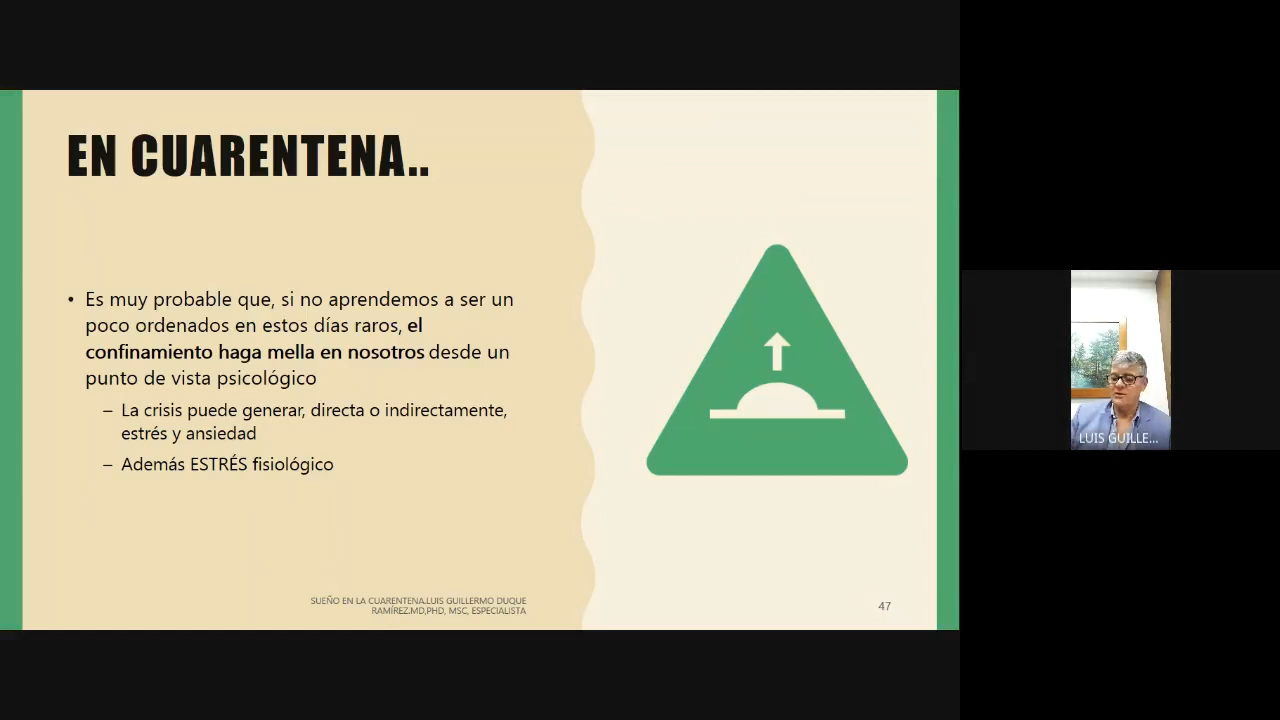 EN CUARENTENA..
• Es muy probable que, si no aprendemos a ser un
poco ordenados en estos días raros, el
confinamiento haga mella en nosotros desde un
punto de vista psicológico
– La crisis puede generar, directa o indirectamente,
estrés y ansiedad
– Además ESTRÉS fisiológico
SUEÑO EN LA CUARENTENA.LUIS GUILLERMO DUQUE
RAMÍREZ.MD,PHD, MSC, ESPECIALISTA
47
LUIS GUILLE...